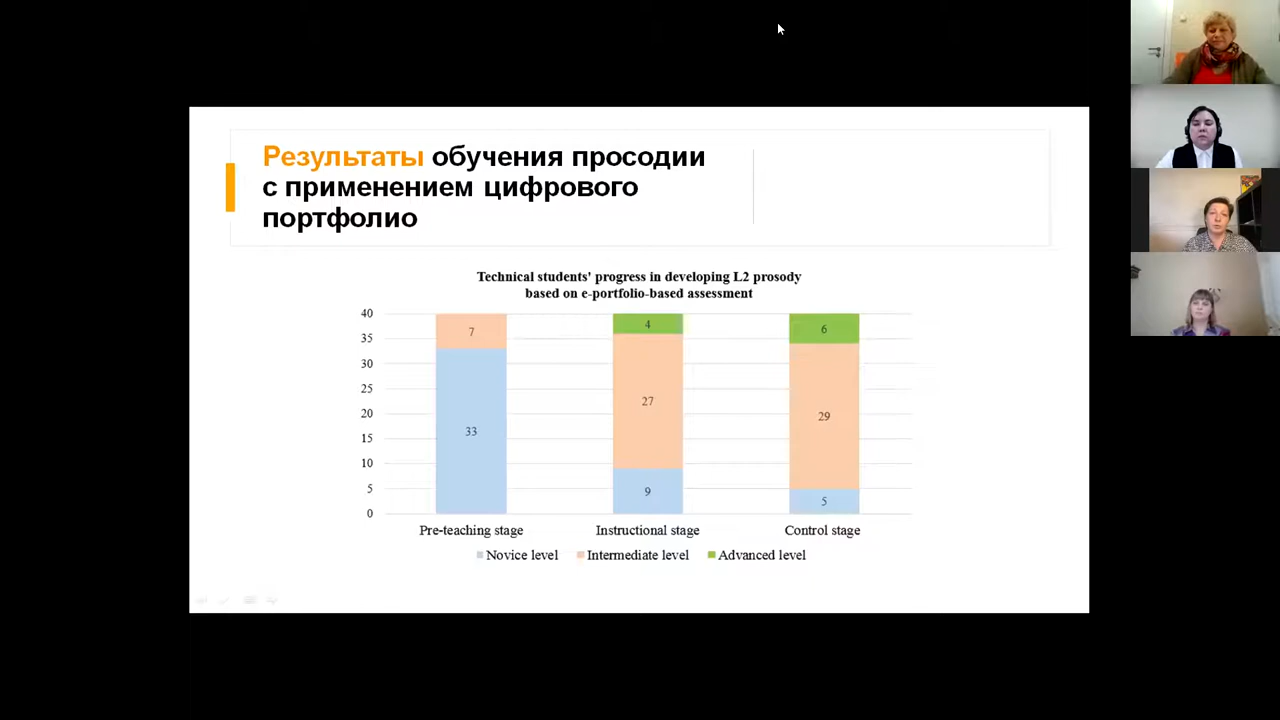 Результаты обучения просодии
с применением цифрового
портфолио
Technical students' progress in developing L2 prosody
based on e-portfolio-based assessment
40
35
30
25
20
15
10
5
0
7
33
4
27
9
6
29
5
Pre-teaching stage
Instructional stage
Control stage
Novice level
Intermediate level
Advanced level